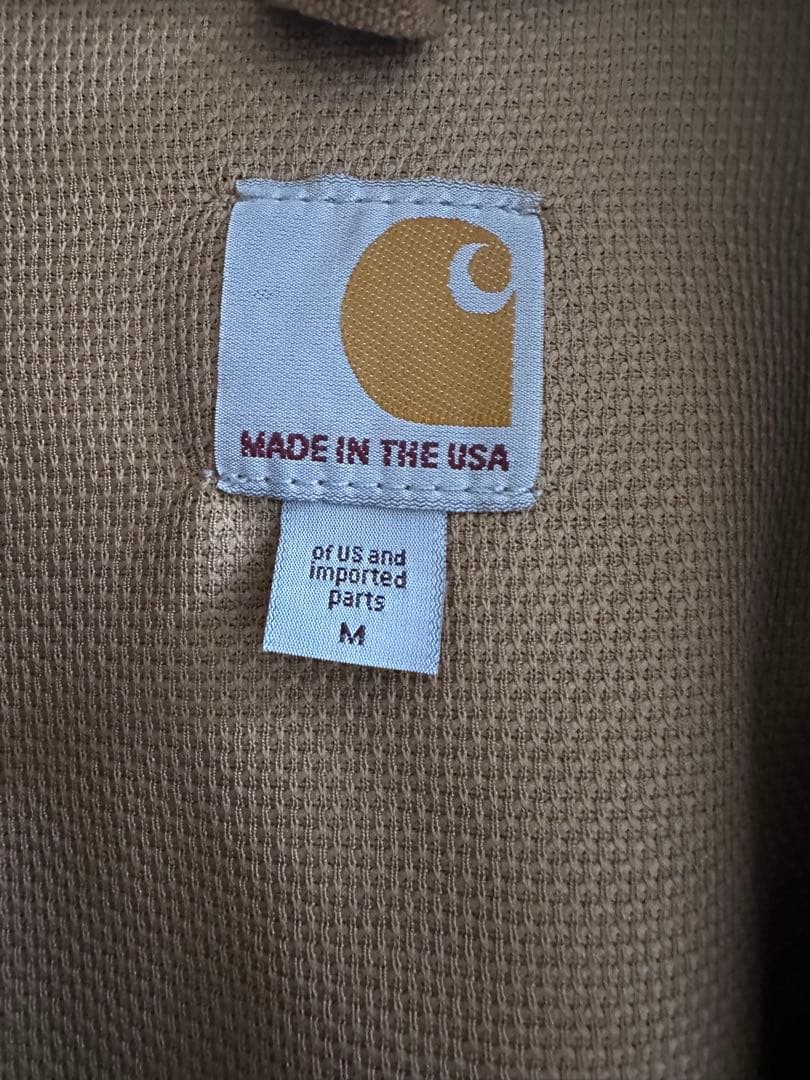 MADE IN THE USA
of US and
imported
parts
M